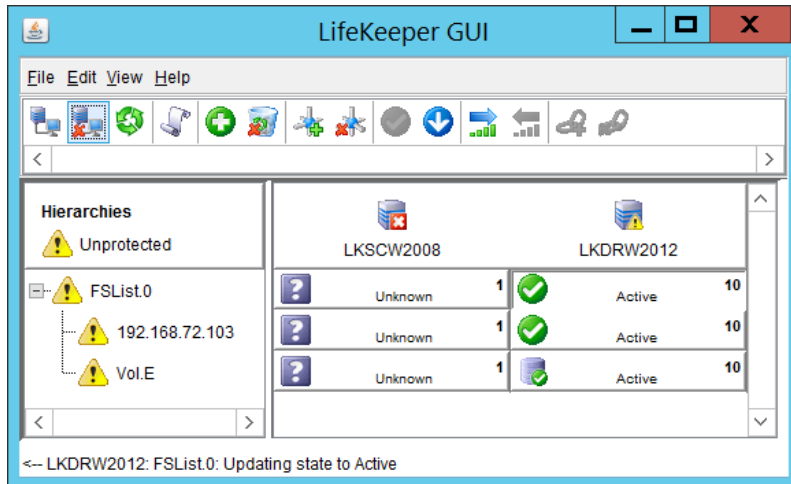 LifeKeeper GUI
File Edit View Help
Hierarchies
Unprotected
LKSCW2008 LKDRW2012
FSList.0 Unknown 1 Active 10
192.168.72.103 Unknown 1 Active 10
Vol.E Unknown 1 Active 10
<-- LKDRW2012: FSList.0: Updating state to Active